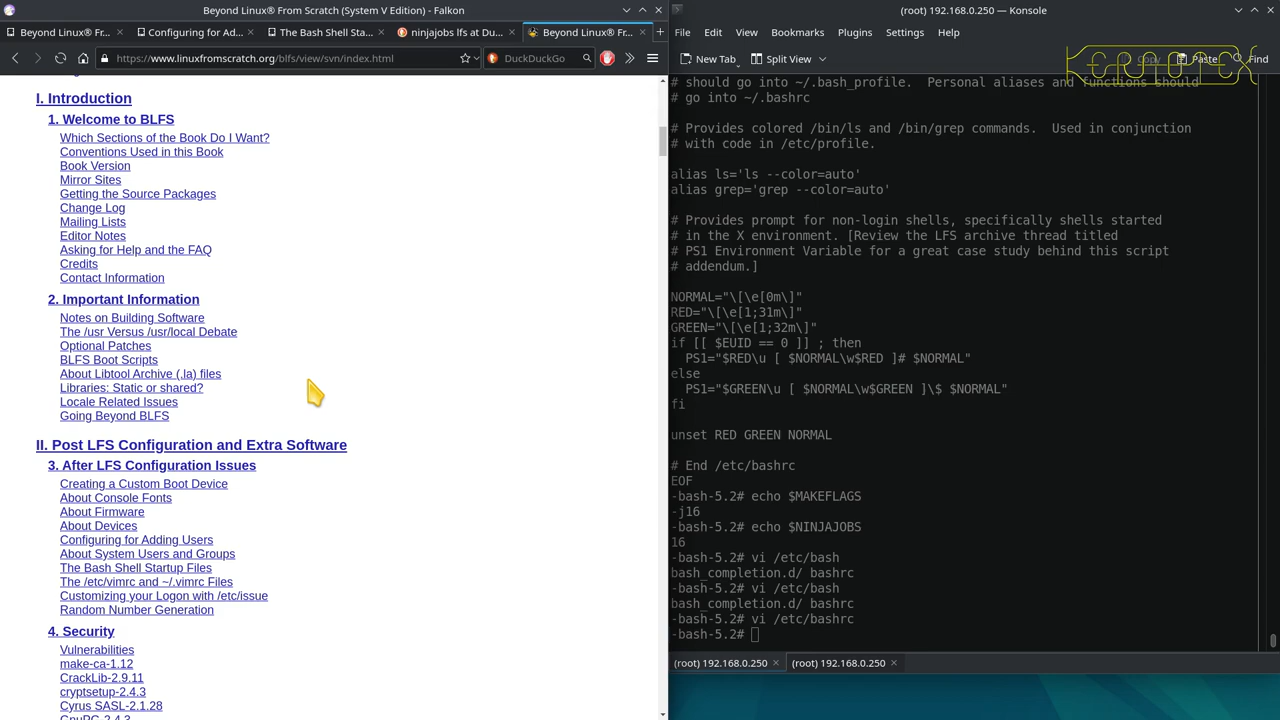 Beyond Linux® From Scratch (System V Edition) - Falkon
Beyond Linux® Fr...
Configuring for Ad...
The Bash Shell Sta...
ninjajobs lfs at Du...
Beyond Linux® Fr...
https://www.linuxfromscratch.org/blfs/view/svn/index.html
DuckDuckGo
I. Introduction
1. Welcome to BLFS
Which Sections of the Book Do I Want?
Conventions Used in this Book
Book Version
Mirror Sites
Getting the Source Packages
Change Log
Mailing Lists
Editor Notes
Asking for Help and the FAQ
Credits
Contact Information
2. Important Information
Notes on Building Software
The /usr Versus /usr/local Debate
Optional Patches
BLFS Boot Scripts
About Libtool Archive (.la) files
Libraries: Static or shared?
Locale Related Issues
Going Beyond BLFS
II. Post LFS Configuration and Extra Software
3. After LFS Configuration Issues
Creating a Custom Boot Device
About Console Fonts
About Firmware
About Devices
Configuring for Adding Users
About System Users and Groups
The Bash Shell Startup Files
The /etc/vimrc and ~/.vimrc Files
Customizing your Logon with /etc/issue
Random Number Generation
4. Security
Vulnerabilities
make-ca-1.12
CrackLib-2.9.11
cryptsetup-2.4.3
Cyrus SASL-2.1.28
GnuPG-2.4.3
(root) 192.168.0.250 — Konsole
File Edit View Bookmarks Plugins Settings Help
New Tab Split View Copy Paste Find
# should go into ~/.bash_profile.  Personal aliases and functions should
# go into ~/.bashrc
# Provides colored /bin/ls and /bin/grep commands.  Used in conjunction
# with code in /etc/profile.
alias ls='ls --color=auto'
alias grep='grep --color=auto'
# Provides prompt for non-login shells, specifically shells started
# in the X environment. [Review the LFS archive thread titled
# PS1 Environment Variable for a great case study behind this script
# addendum.]
NORMAL="\[\e[0m\]"
RED="\[\e[1;31m\]"
GREEN="\[\e[1;32m\]"
if [[ $EUID == 0 ]] ; then
PS1="$RED\u [ $NORMAL\w$RED ]# $NORMAL"
else
PS1="$GREEN\u [ $NORMAL\w$GREEN ]\$ $NORMAL"
fi
unset RED GREEN NORMAL
# End /etc/bashrc
EOF
-bash-5.2# echo $MAKEFLAGS
-j16
-bash-5.2# echo $NINJAJOBS
16
-bash-5.2# vi /etc/bash
bash_completion.d/ bashrc
-bash-5.2# vi /etc/bash
bash_completion.d/ bashrc
-bash-5.2# vi /etc/bashrc
-bash-5.2#
(root) 192.168.0.250
(root) 192.168.0.250